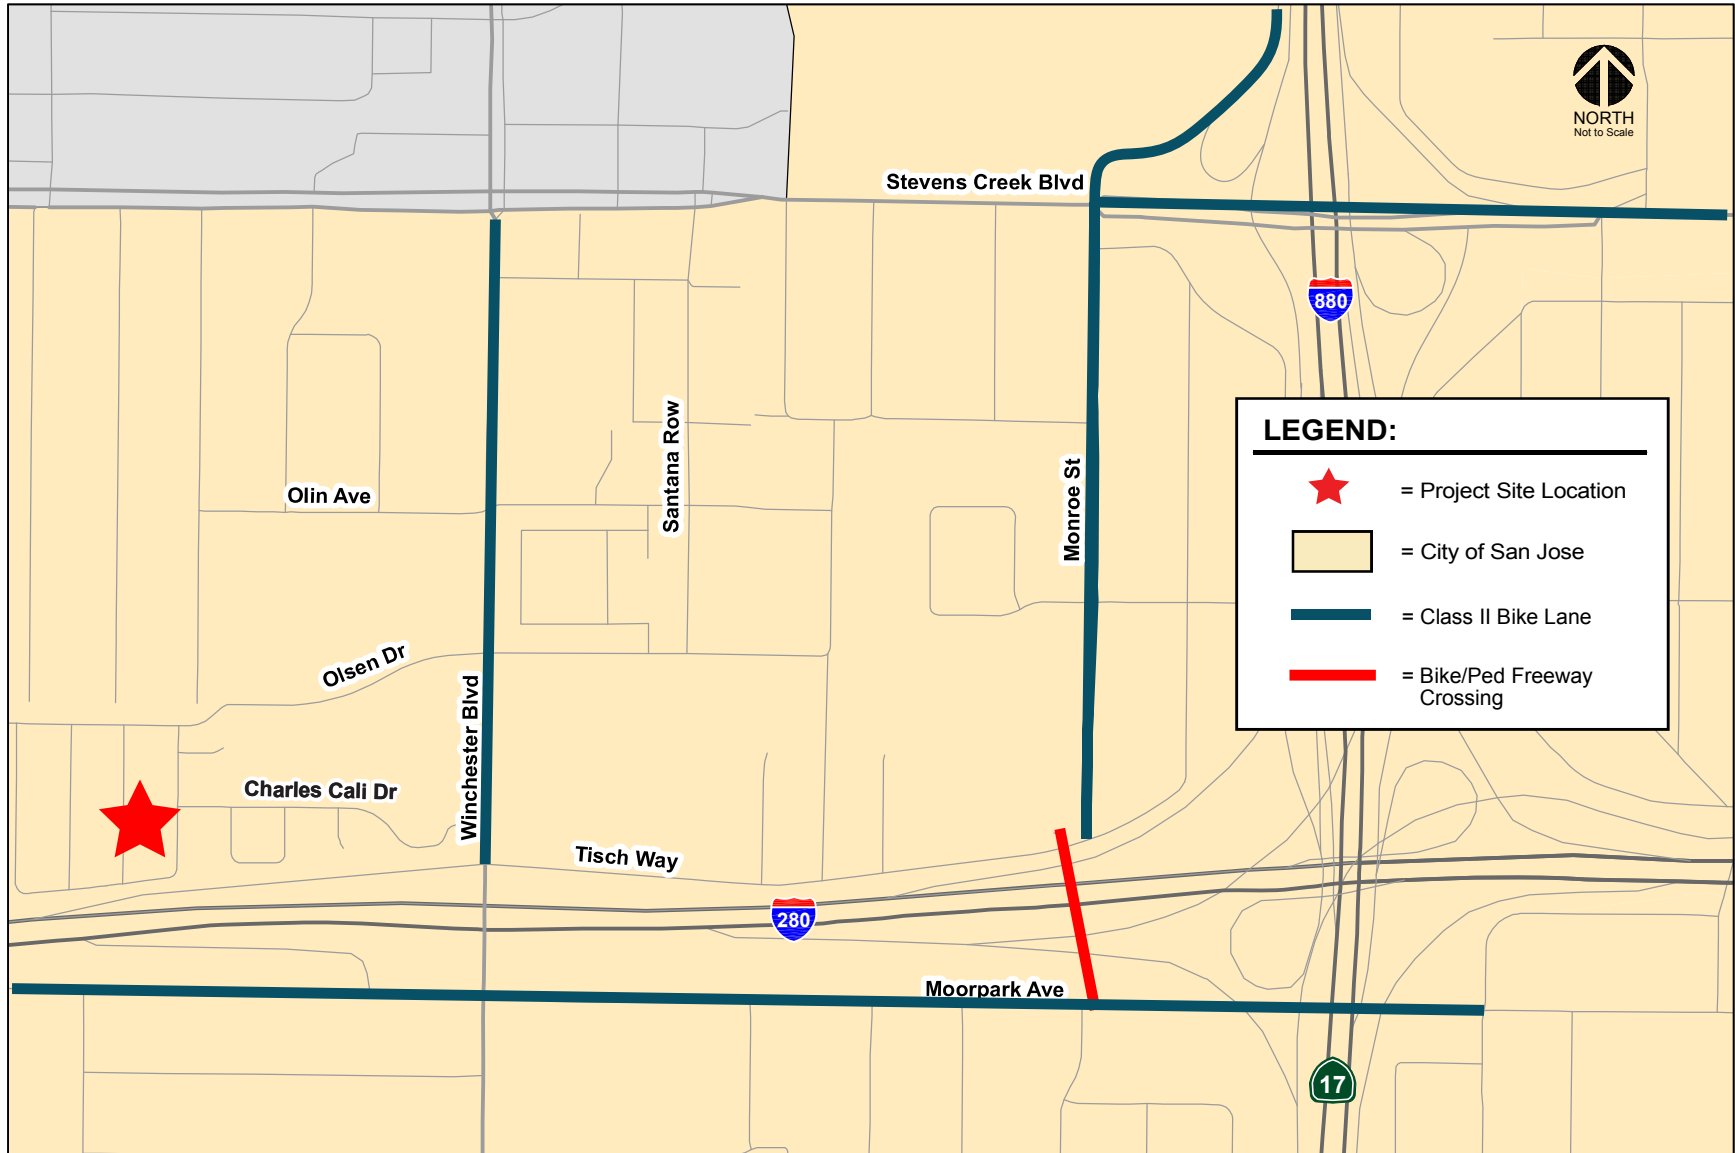 NORTH
Not to Scale
Stevens Creek Blvd
880
LEGEND:
= Project Site Location
= City of San Jose
= Class II Bike Lane
= Bike/Ped Freeway
Crossing
Santana Row
Monroe St
Olin Ave
Olsen Dr
Winchester Blvd
Charles Cali Dr
Tisch Way
280
Moorpark Ave
17